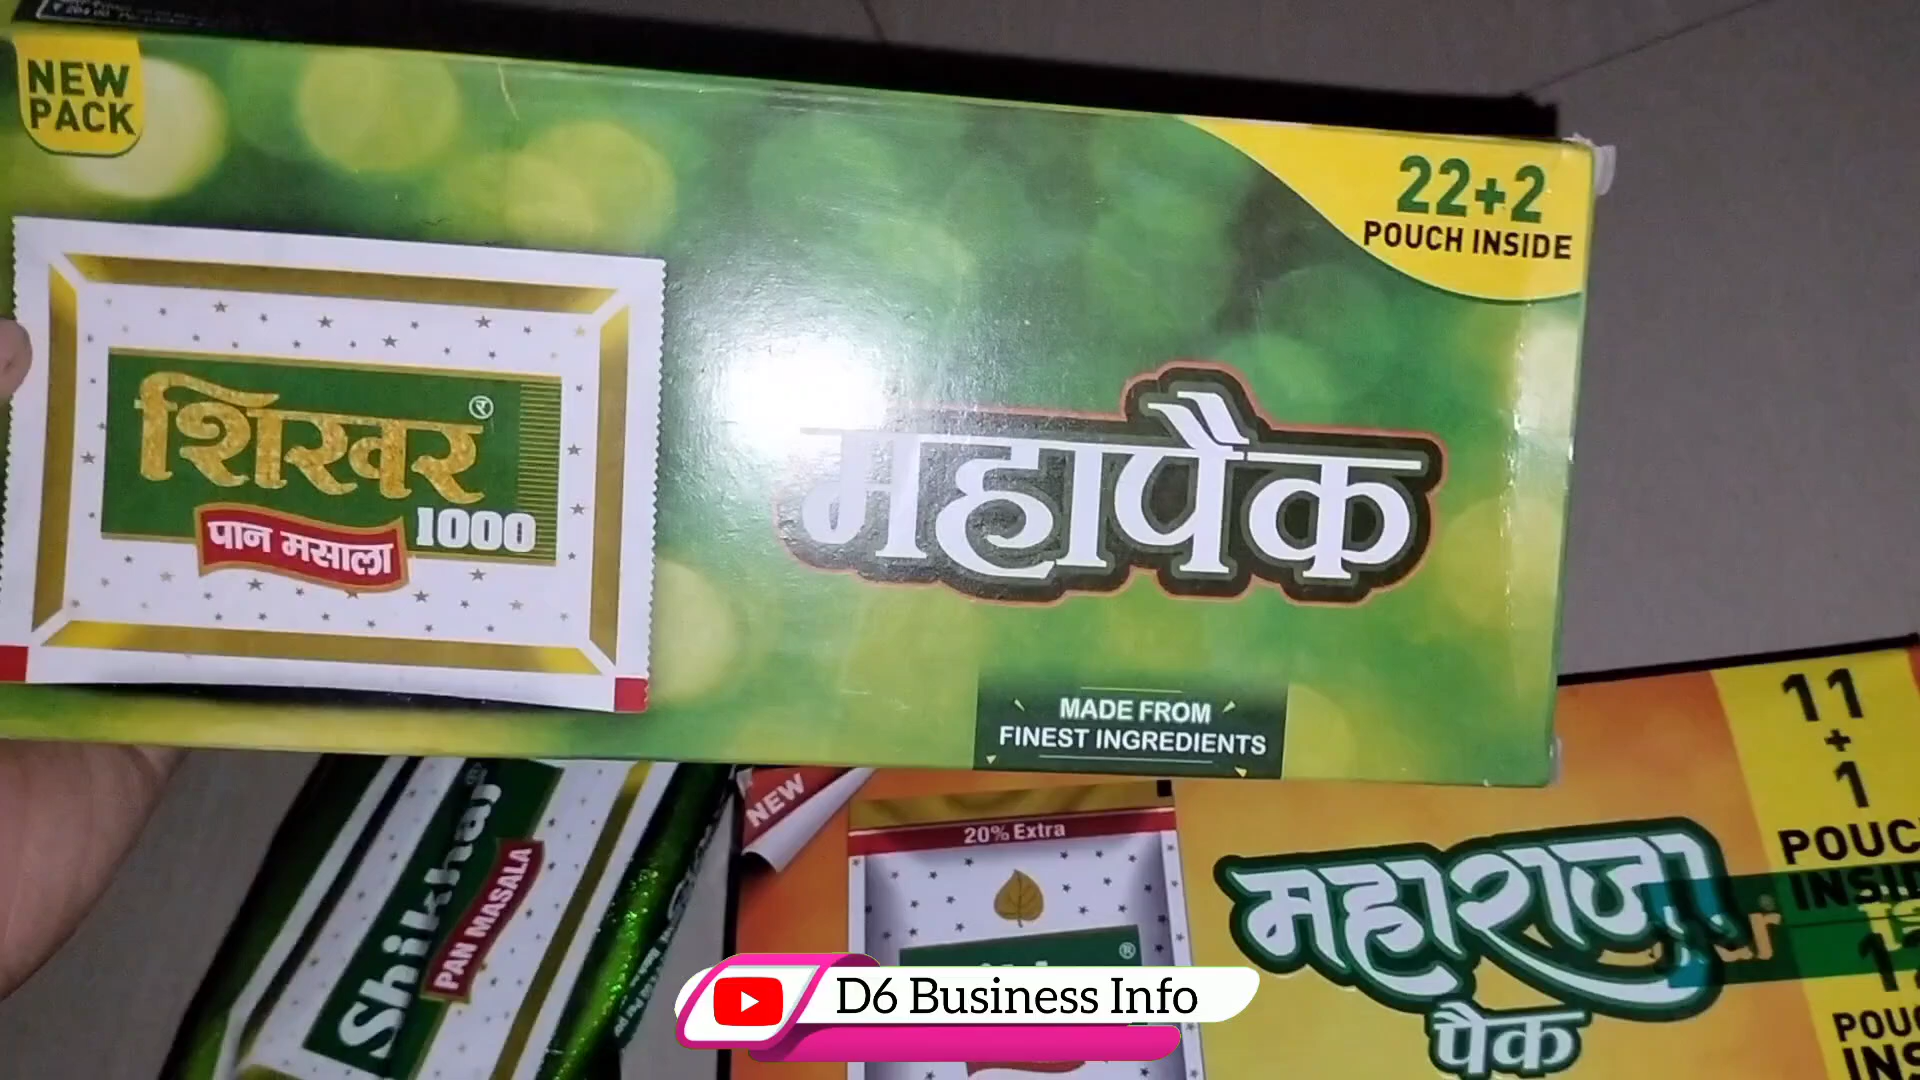 NEW
PACK
22+2
POUCH INSIDE
शिखर
पान मसाला
1000
महापैक
MADE FROM
FINEST INGREDIENTS
Shikhar
PAN MASALA
NEW
20% Extra
महाराजा
पैक
11
+
1
INS
D6 Business Info